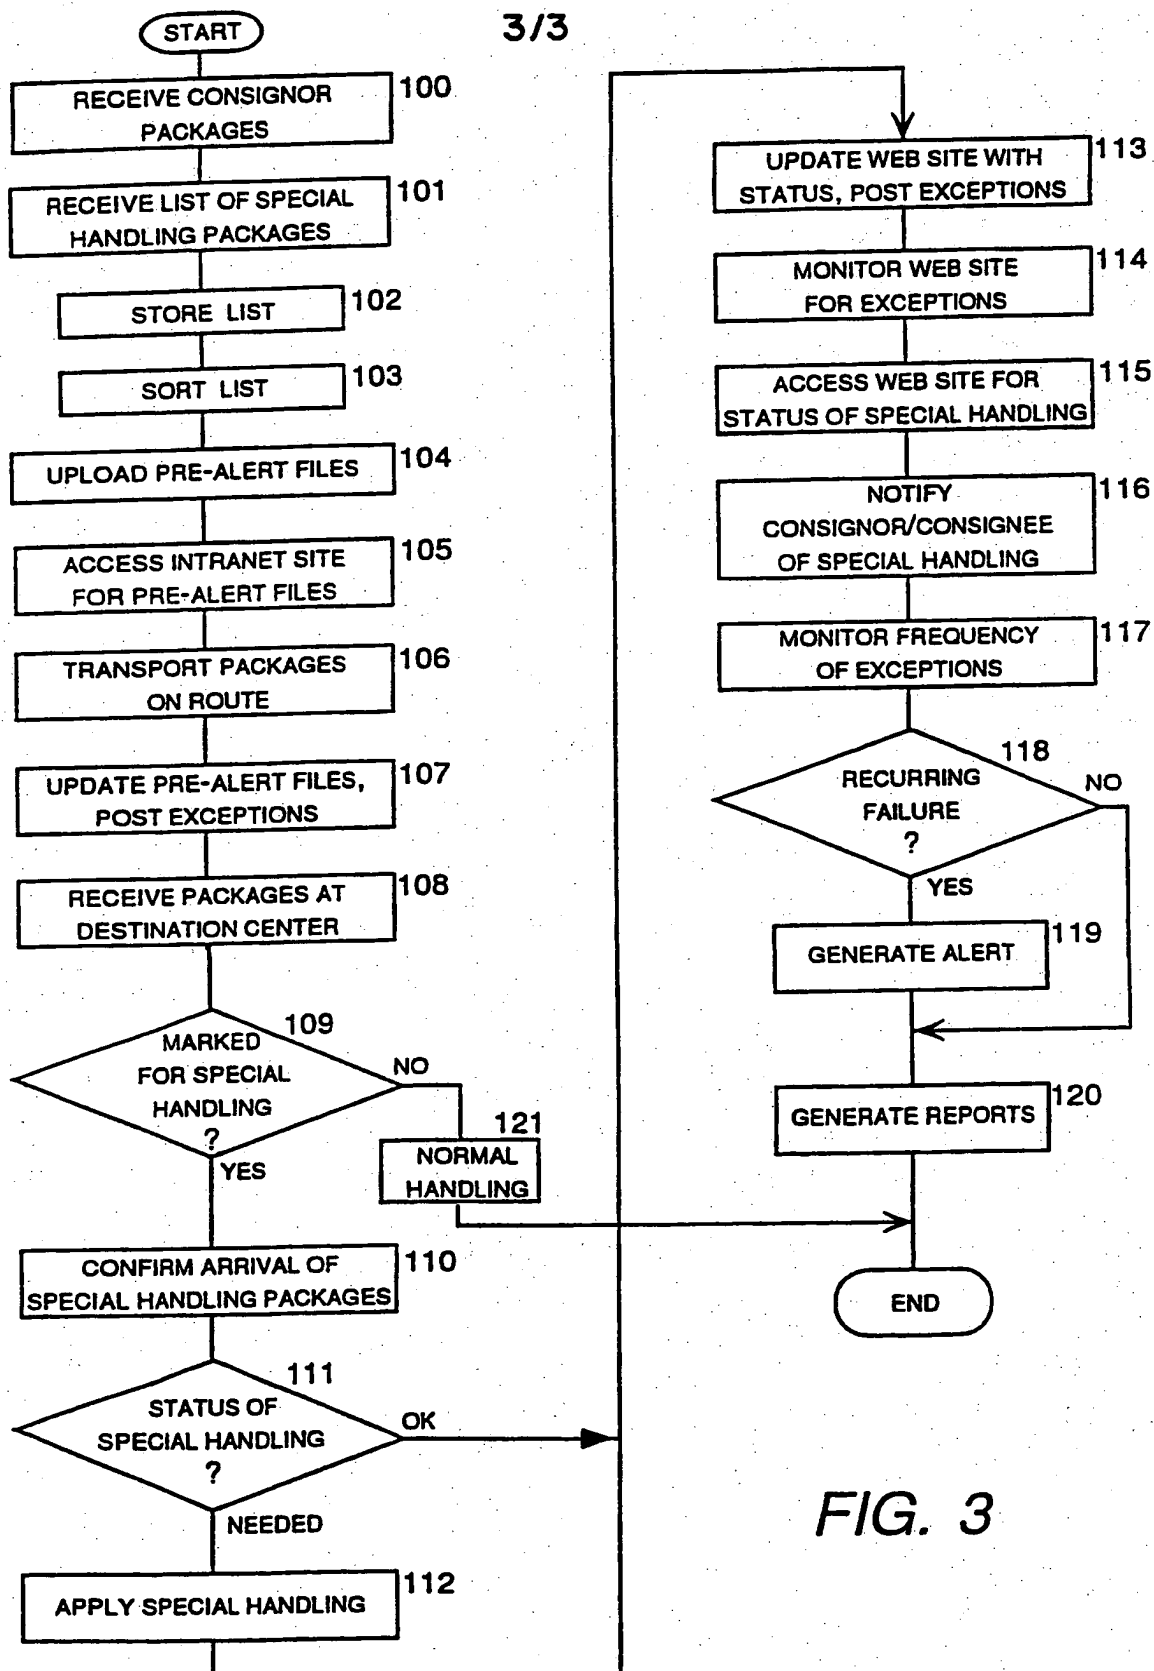 3/3
START
RECEIVE CONSIGNOR
PACKAGES
100
RECEIVE LIST OF SPECIAL
HANDLING PACKAGES
101
STORE LIST
102
SORT LIST
103
UPLOAD PRE-ALERT FILES
104
ACCESS INTRANET SITE
FOR PRE-ALERT FILES
105
TRANSPORT PACKAGES
ON ROUTE
106
UPDATE PRE-ALERT FILES,
POST EXCEPTIONS
107
RECEIVE PACKAGES AT
DESTINATION CENTER
108
109
MARKED
FOR SPECIAL
HANDLING
?
NO
YES
121
NORMAL
HANDLING
CONFIRM ARRIVAL OF
SPECIAL HANDLING PACKAGES
110
111
STATUS OF
SPECIAL HANDLING
?
OK
NEEDED
APPLY SPECIAL HANDLING
112
UPDATE WEB SITE WITH
STATUS, POST EXCEPTIONS
113
MONITOR WEB SITE
FOR EXCEPTIONS
114
ACCESS WEB SITE FOR
STATUS OF SPECIAL HANDLING
115
NOTIFY
CONSIGNOR/CONSIGNEE
OF SPECIAL HANDLING
116
MONITOR FREQUENCY
OF EXCEPTIONS
117
118
RECURRING
FAILURE
?
NO
YES
GENERATE ALERT
119
GENERATE REPORTS
120
END
FIG. 3